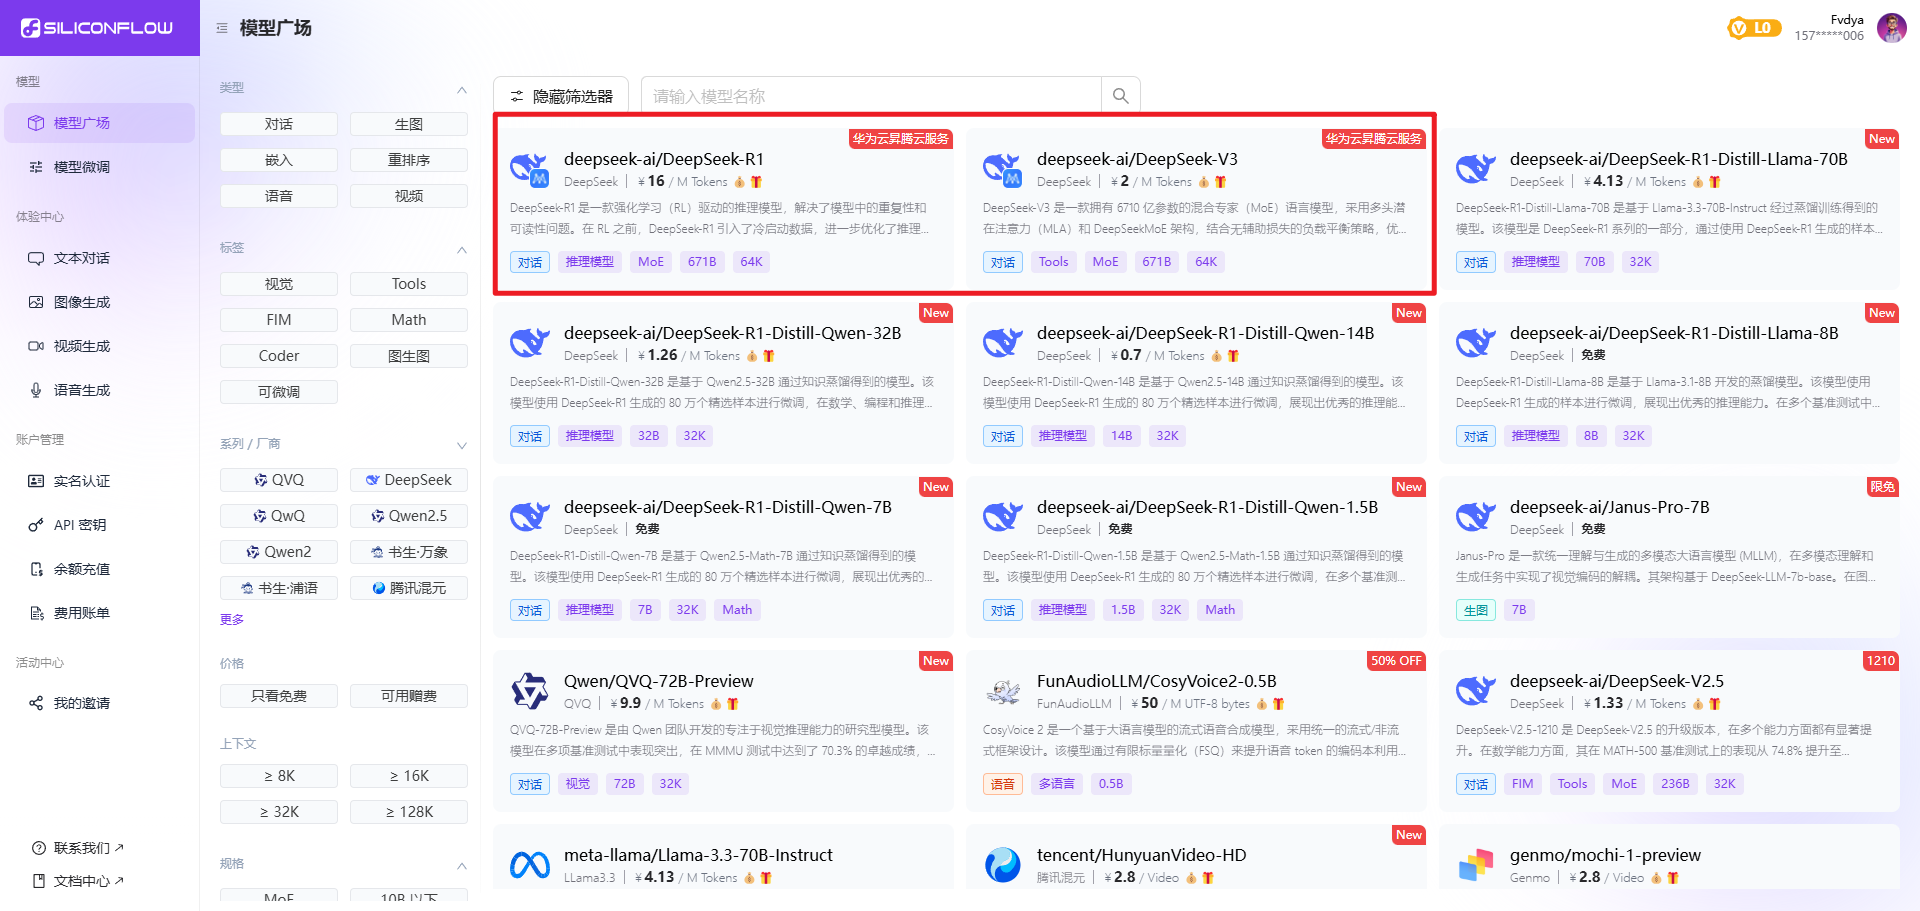 SILICONFLOW
模型广场
L0
Fvdya
157*****006
模型
模型广场
模型微调
体验中心
文本对话
图像生成
视频生成
语音生成
账户管理
实名认证
API 密钥
余额充值
费用账单
活动中心
我的邀请
联系我们
文档中心
类型
对话
生图
嵌入
重排序
语音
视频
标签
视觉
Tools
FIM
Math
Coder
图生图
可微调
系列 / 厂商
QVQ
DeepSeek
QwQ
Qwen2.5
Qwen2
书生·万象
书生·浦语
腾讯混元
更多
价格
只看免费
可用赠费
上下文
≥ 8K
≥ 16K
≥ 32K
≥ 128K
规格
MoE
10B 以下
隐藏筛选器
请输入模型名称
华为云昇腾云服务
deepseek-ai/DeepSeek-R1
DeepSeek | ¥ 16 / M Tokens
DeepSeek-R1 是一款强化学习（RL）驱动的推理模型，解决了模型中的重复性和
可读性问题。在 RL 之前，DeepSeek-R1 引入了冷启动数据，进一步优化了推理...
对话 推理模型 MoE 671B 64K
华为云昇腾云服务
deepseek-ai/DeepSeek-V3
DeepSeek | ¥ 2 / M Tokens
DeepSeek-V3 是一款拥有 6710 亿参数的混合专家（MoE）语言模型，采用多头潜
在注意力（MLA）和 DeepSeekMoE 架构，结合无辅助损失的负载平衡策略，优...
对话 Tools MoE 671B 64K
New
deepseek-ai/DeepSeek-R1-Distill-Llama-70B
DeepSeek | ¥ 4.13 / M Tokens
DeepSeek-R1-Distill-Llama-70B 是基于 Llama-3.3-70B-Instruct 经过蒸馏训练得到的
模型。该模型是 DeepSeek-R1 系列的一部分，通过使用 DeepSeek-R1 生成的样本...
对话 推理模型 70B 32K
New
deepseek-ai/DeepSeek-R1-Distill-Qwen-32B
DeepSeek | ¥ 1.26 / M Tokens
DeepSeek-R1-Distill-Qwen-32B 是基于 Qwen2.5-32B 通过知识蒸馏得到的模型。该
模型使用 DeepSeek-R1 生成的 80 万个精选样本进行微调，在数学、编程和推理...
对话 推理模型 32B 32K
New
deepseek-ai/DeepSeek-R1-Distill-Qwen-14B
DeepSeek | ¥ 0.7 / M Tokens
DeepSeek-R1-Distill-Qwen-14B 是基于 Qwen2.5-14B 通过知识蒸馏得到的模型。该
模型使用 DeepSeek-R1 生成的 80 万个精选样本进行微调，展现出优秀的推理能...
对话 推理模型 14B 32K
New
deepseek-ai/DeepSeek-R1-Distill-Llama-8B
DeepSeek | 免费
DeepSeek-R1-Distill-Llama-8B 是基于 Llama-3.1-8B 开发的蒸馏模型。该模型使用
DeepSeek-R1 生成的样本进行微调，展现出优秀的推理能力。在多个基准测试中...
对话 推理模型 8B 32K
New
deepseek-ai/DeepSeek-R1-Distill-Qwen-7B
DeepSeek | 免费
DeepSeek-R1-Distill-Qwen-7B 是基于 Qwen2.5-Math-7B 通过知识蒸馏得到的模
型。该模型使用 DeepSeek-R1 生成的 80 万个精选样本进行微调，展现出优秀的...
对话 推理模型 7B 32K Math
New
deepseek-ai/DeepSeek-R1-Distill-Qwen-1.5B
DeepSeek | 免费
DeepSeek-R1-Distill-Qwen-1.5B 是基于 Qwen2.5-Math-1.5B 通过知识蒸馏得到的模
型。该模型使用 DeepSeek-R1 生成的 80 万个精选样本进行微调，在多个基准测...
对话 推理模型 1.5B 32K Math
限免
deepseek-ai/Janus-Pro-7B
DeepSeek | 免费
Janus-Pro 是一款统一理解与生成的多模态大语言模型 (MLLM)，在多模态理解和
生成任务中实现了视觉编码的解耦。其架构基于 DeepSeek-LLM-7b-base。在图...
生图 7B
New
Qwen/QVQ-72B-Preview
QVQ | ¥ 9.9 / M Tokens
QVQ-72B-Preview 是由 Qwen 团队开发的专注于视觉推理能力的研究型模型。该
模型在多项基准测试中表现突出，在 MMMU 测试中达到了 70.3% 的卓越成绩，...
对话 视觉 72B 32K
50% OFF
FunAudioLLM/CosyVoice2-0.5B
FunAudioLLM | ¥ 50 / M UTF-8 bytes
CosyVoice 2 是一个基于大语言模型的流式语音合成模型，采用统一的流式/非流
式框架设计。该模型通过有限标量量化（FSQ）来提升语音 token 的编码本利用...
语音 多语言 0.5B
1210
deepseek-ai/DeepSeek-V2.5
DeepSeek | ¥ 1.33 / M Tokens
DeepSeek-V2.5-1210 是 DeepSeek-V2.5 的升级版本，在多个能力方面都有显著提
升。在数学能力方面，其在 MATH-500 基准测试上的表现从 74.8% 提升至...
对话 FIM Tools MoE 236B 32K
meta-llama/Llama-3.3-70B-Instruct
LLama3.3 | ¥ 4.13 / M Tokens
New
tencent/HunyuanVideo-HD
腾讯混元 | ¥ 2.8 / Video
genmo/mochi-1-preview
Genmo | ¥ 2.8 / Video